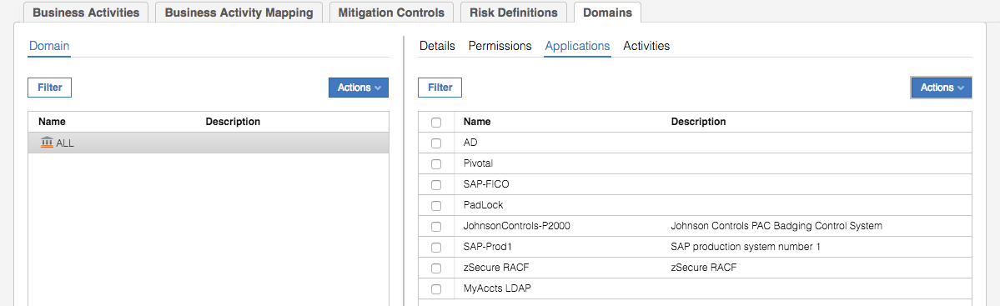 Business Activities Business Activity Mapping Mitigation Controls Risk Definitions Domains
Domain
Filter Actions
Name Description
ALL
Details Permissions Applications Activities
Filter Actions
Name Description
AD
Pivotal
SAP-FICO
PadLock
JohnsonControls-P2000 Johnson Controls PAC Badging Control System
SAP-Prod1 SAP production system number 1
zSecure RACF zSecure RACF
MyAccts LDAP